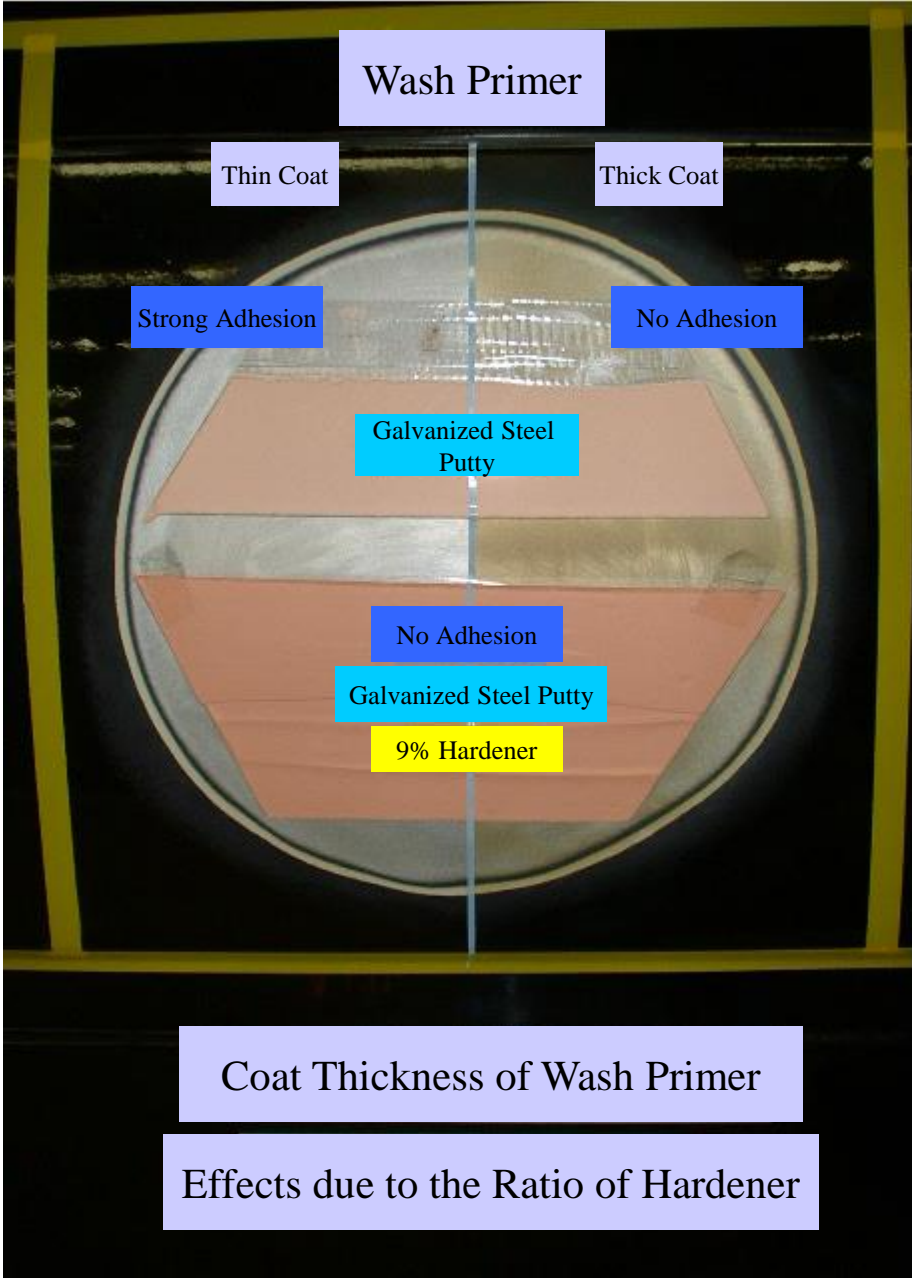 Wash Primer
Thin Coat
Thick Coat
Strong Adhesion
No Adhesion
Galvanized Steel
Putty
No Adhesion
Galvanized Steel Putty
9% Hardener
Coat Thickness of Wash Primer
Effects due to the Ratio of Hardener